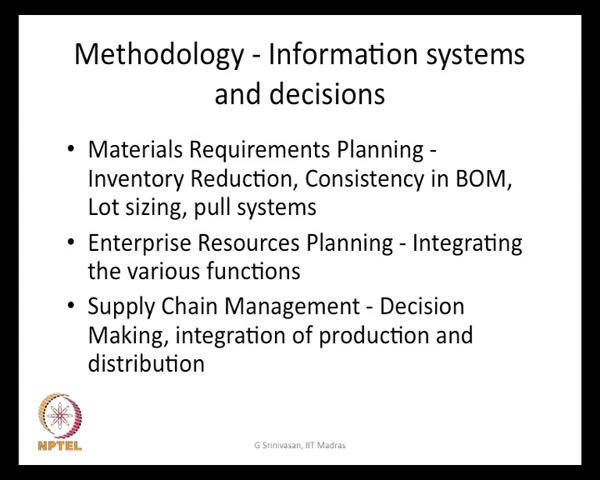 Methodology - Information systems
and decisions
• Materials Requirements Planning -
Inventory Reduction, Consistency in BOM,
Lot sizing, pull systems
• Enterprise Resources Planning - Integrating
the various functions
• Supply Chain Management - Decision
Making, integration of production and
distribution
NPTEL
G Srinivasan, IIT Madras